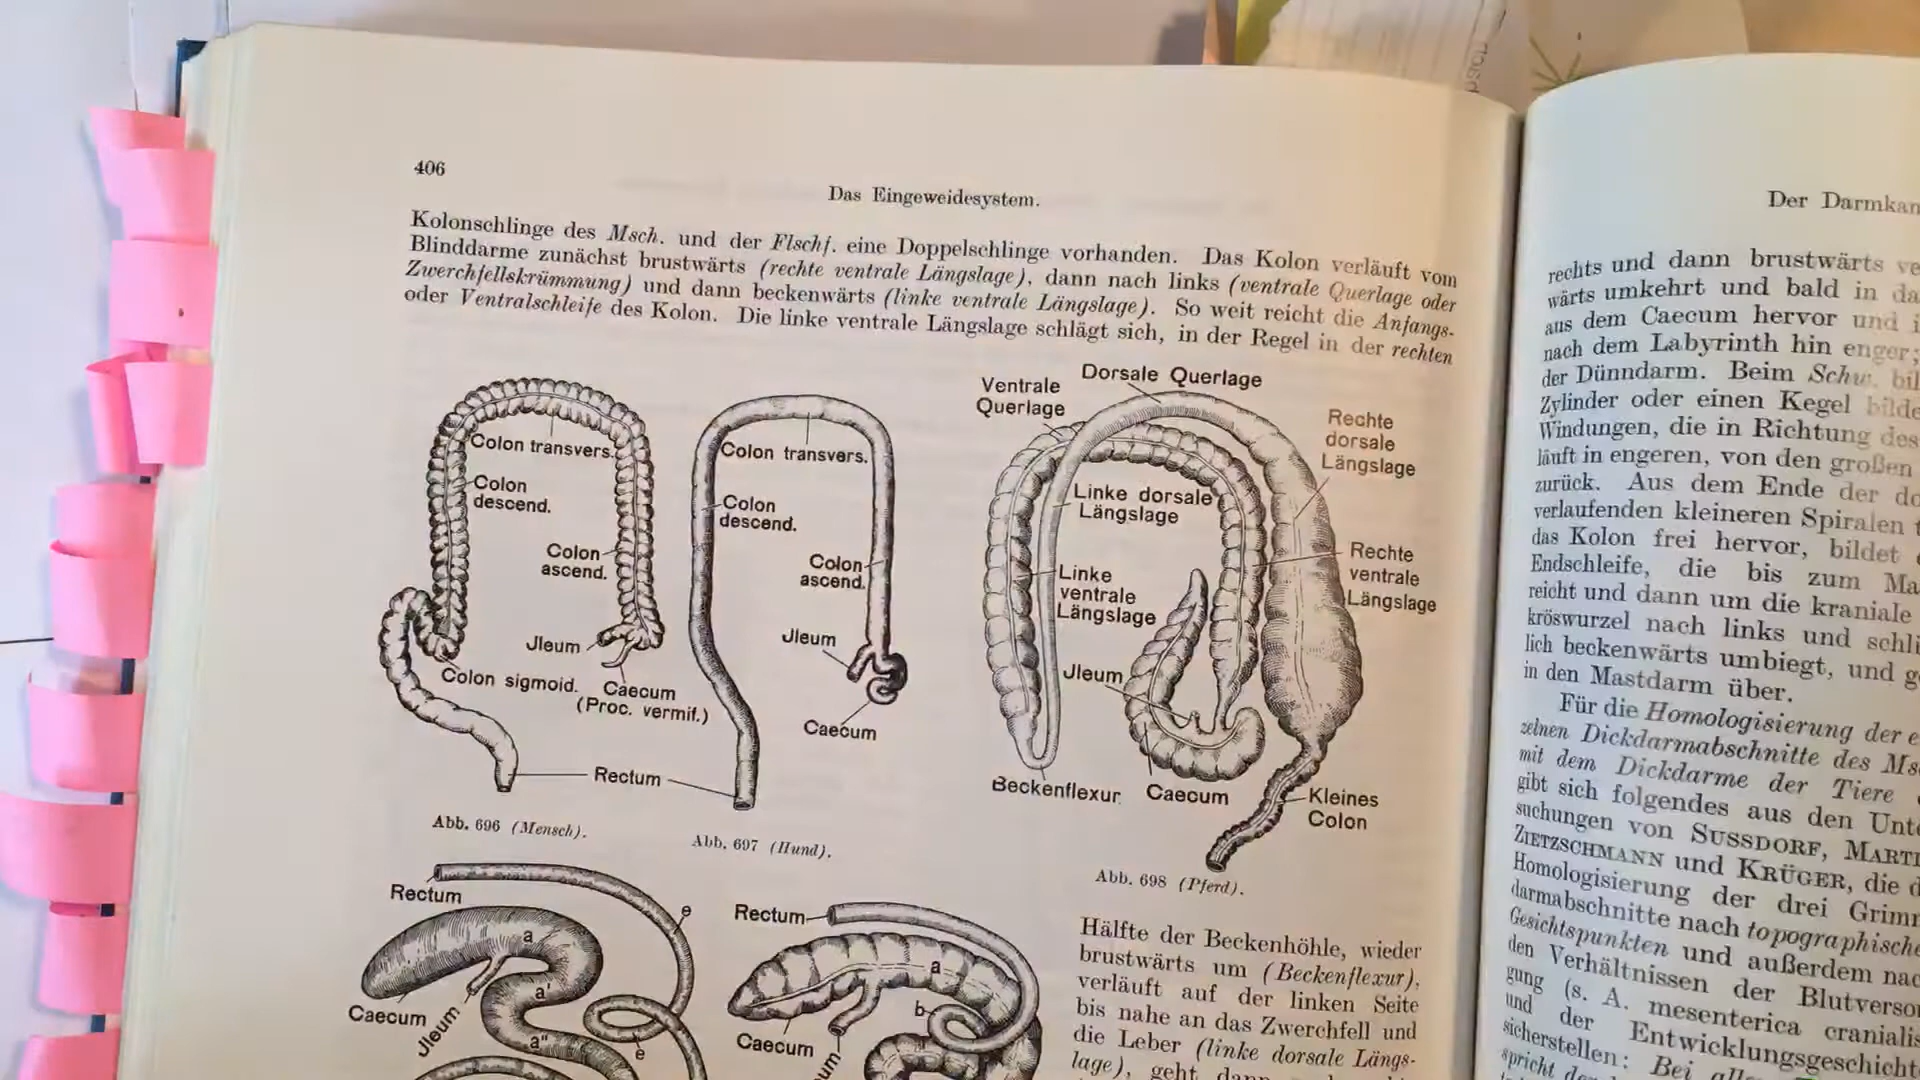 406
Das Eingeweidesystem.
Kolonschlinge des Msch. und der Flschf. eine Doppelschlinge vorhanden. Das Kolon verläuft vom
Blinddarme zunächst brustwärts (rechte ventrale Längslage), dann nach links (ventrale Querlage oder
Zwerchfellskrümmung) und dann beckenwärts (linke ventrale Längslage). So weit reicht die Anfangs-
oder Ventralschleife des Kolon. Die linke ventrale Längslage schlägt sich, in der Regel in der rechten
Colon transvers.
Colon
descend.
Colon
ascend.
Jleum
Colon sigmoid.
Caecum
(Proc. vermif.)
Rectum
Abb. 696 (Mensch).
Colon transvers.
Colon
descend.
Colon
ascend.
Jleum
Caecum
Abb. 697 (Hund).
Ventrale
Querlage
Dorsale Querlage
Rechte
dorsale
Längslage
Linke dorsale
Längslage
Linke
ventrale
Längslage
Rechte
ventrale
Längslage
Jleum
Beckenflexur.
Caecum
Kleines
Colon
Abb. 698 (Pferd).
Rectum
e
a
a'
a"
e
Caecum
Jleum
Rectum
a
b
Caecum
Hälfte der Beckenhöhle, wieder
brustwärts um (Beckenflexur),
verläuft auf der linken Seite
bis nahe an das Zwerchfell und
die Leber (linke dorsale Längs-
lage), geht dann
Der
rechts und dann brustwärts
wärts umkehrt und bald in
aus dem Caecum hervor und
nach dem Labyrinth hin enger;
der Dünndarm. Beim Schw.
Zylinder oder einen Kegel
Windungen, die in Richtung des
läuft in engeren, von den großen
zurück. Aus dem Ende der
verlaufenden kleineren Spiralen
das Kolon frei hervor, bildet
Endschleife, die bis zum
reicht und dann um die kraniale
kröswurzel nach links und
lich beckenwärts umbiegt, und
in den Mastdarm über.
Für die Homologisierung der
zelnen Dickdarmabschnitte des
mit dem Dickdarme der Tiere
gibt sich folgendes aus den
suchungen von SUSSDORF,
ZIETZSCHMANN und KRÜGER, die
Homologisierung der drei
darmabschnitte nach
Gesichtspunkten und außerdem
den Verhältnissen der
gung (s. A. mesenterica
und der
sicherstellen: Bei